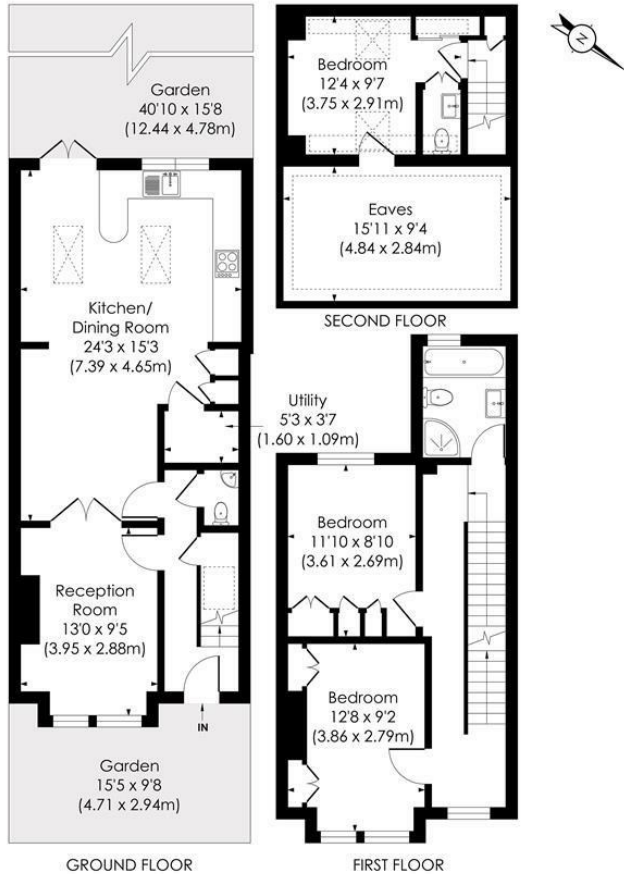 Garden
40'10 x 15'8
(12.44 x 4.78m)
Kitchen/
Dining Room
24'3 x 15'3
(7.39 x 4.65m)
Utility
5'3 x 3'7
(1.60 x 1.09m)
Reception
Room
13'0 x 9'5
(3.95 x 2.88m)
IN
Garden
15'5 x 9'8
(4.71 x 2.94m)
GROUND FLOOR
N
Bedroom
12'4 x 9'7
(3.75 x 2.91m)
Eaves
15'11 x 9'4
(4.84 x 2.84m)
SECOND FLOOR
Bedroom
11'10 x 8'10
(3.61 x 2.69m)
Bedroom
12'8 x 9'2
(3.86 x 2.79m)
FIRST FLOOR